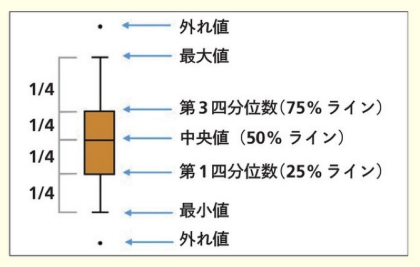 外れ値
最大値
1/4
第3四分位数(75% ライン)
1/4
中央値 (50% ライン)
1/4
第1四分位数(25% ライン)
1/4
最小値
外れ値